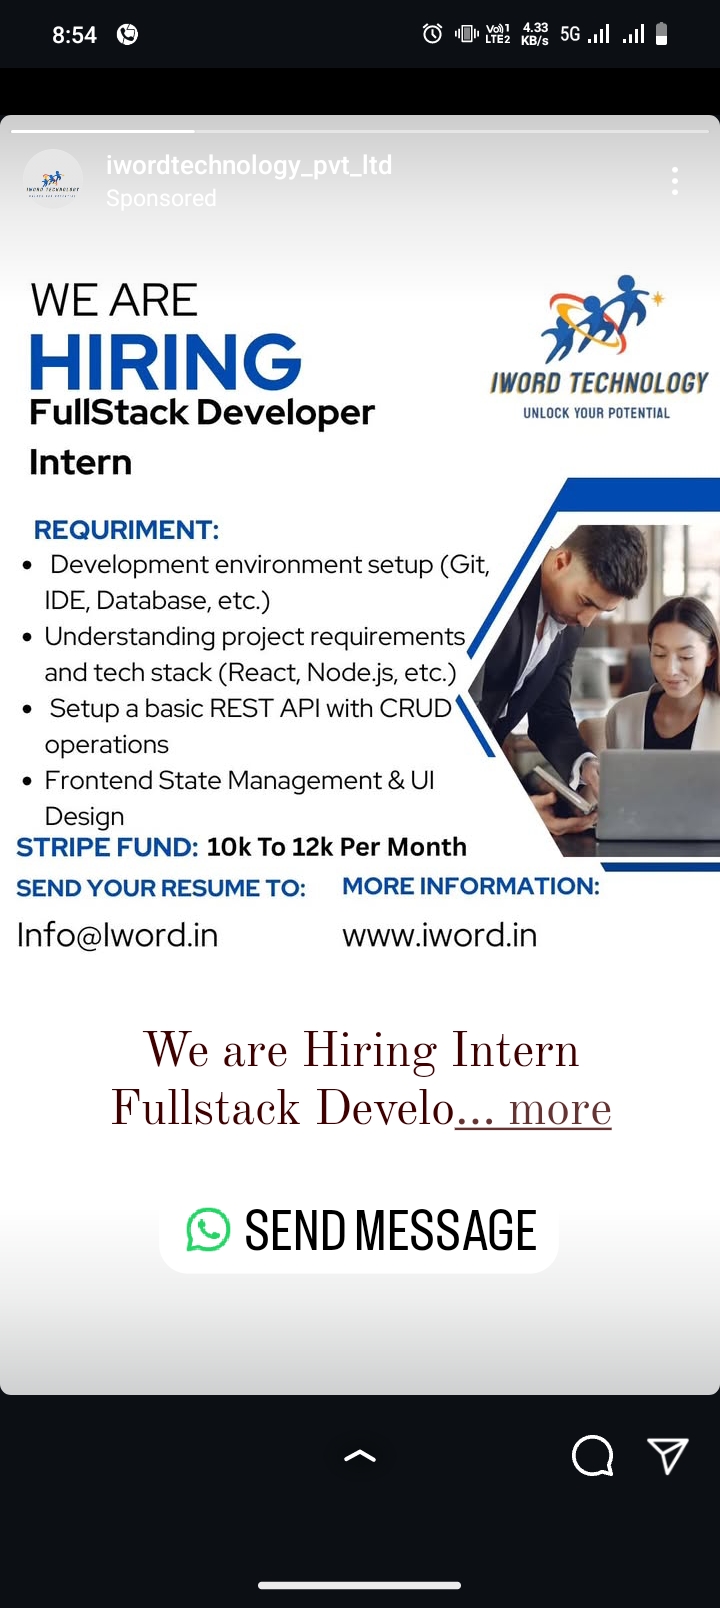 8:54
Vo)) 1
LTE2
4.33
KB/s
5G
iwordtechnology_pvt_ltd
Sponsored
IWORD TECHNOLOGY
UNLOCK YOUR POTENTIAL
WE ARE
HIRING
FullStack Developer
Intern
REQURIMENT:
• Development environment setup (Git,
IDE, Database, etc.)
• Understanding project requirements
and tech stack (React, Node.js, etc.)
• Setup a basic REST API with CRUD
operations
• Frontend State Management & UI
Design
STRIPE FUND: 10k To 12k Per Month
SEND YOUR RESUME TO:
Info@Iword.in
MORE INFORMATION:
www.iword.in
We are Hiring Intern
Fullstack Develo... more
SEND MESSAGE